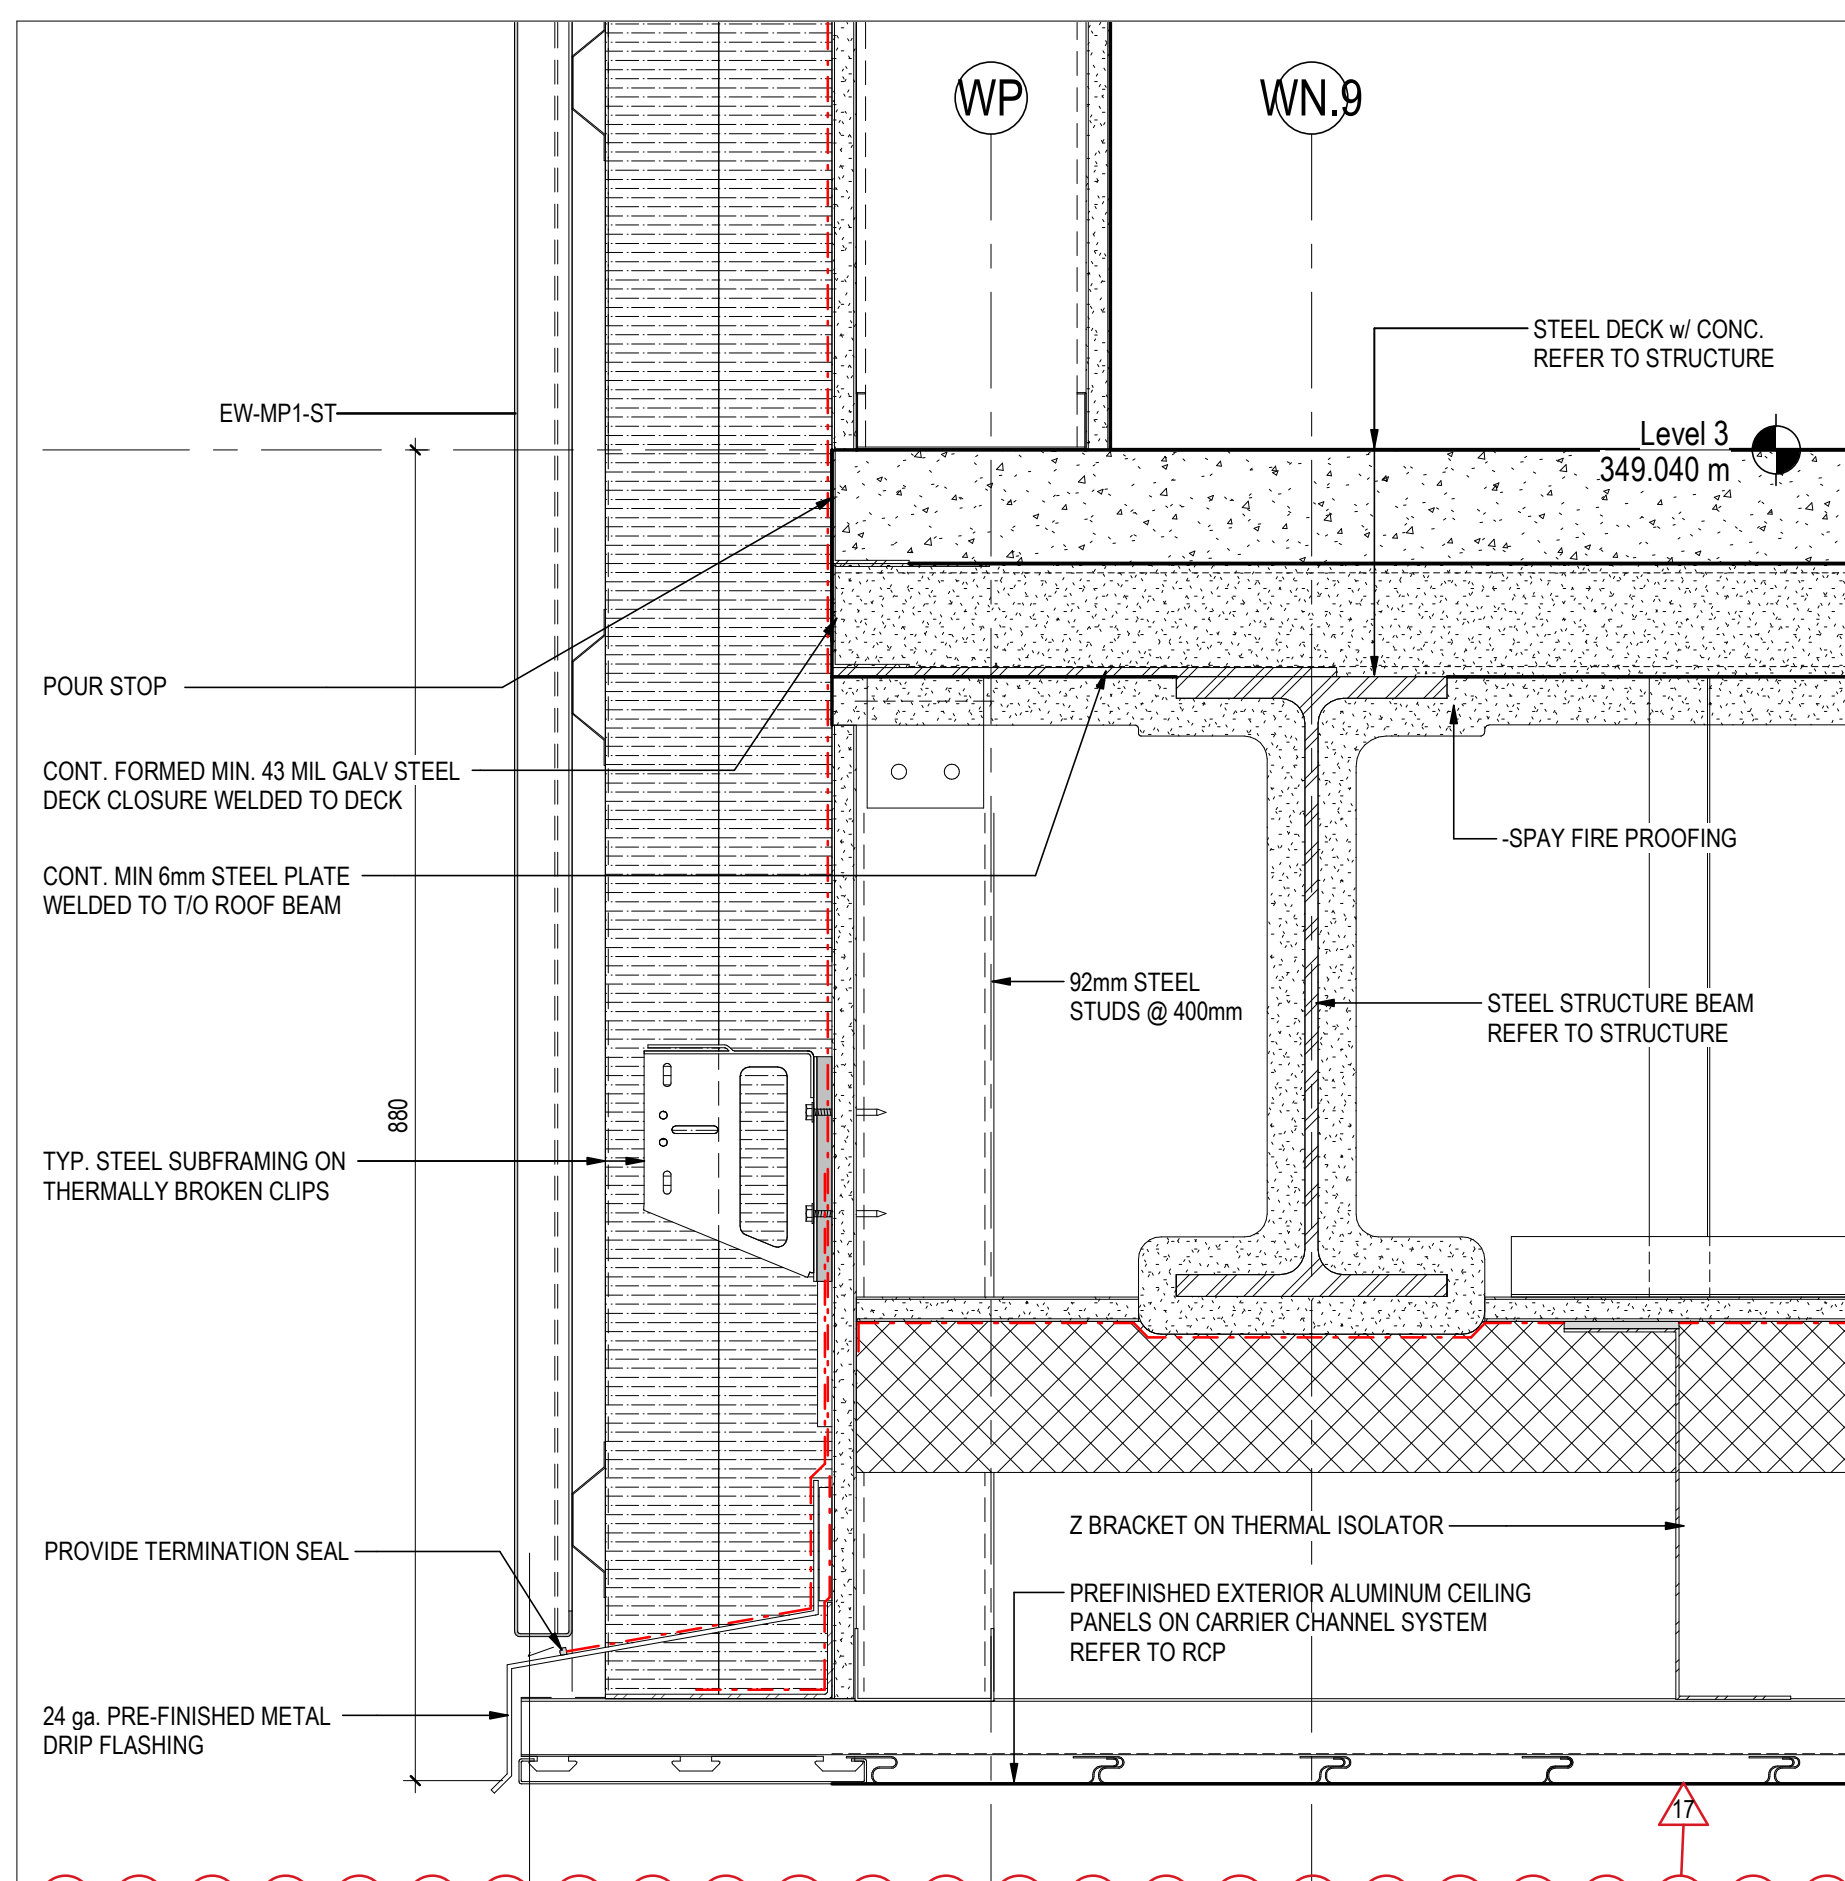 WP
WN.9
STEEL DECK w/ CONC.
REFER TO STRUCTURE
EW-MP1-ST
Level 3
349.040 m
POUR STOP
CONT. FORMED MIN. 43 MIL GALV STEEL
DECK CLOSURE WELDED TO DECK
-SPAY FIRE PROOFING
CONT. MIN 6mm STEEL PLATE
WELDED TO T/O ROOF BEAM
92mm STEEL
STUDS @ 400mm
STEEL STRUCTURE BEAM
REFER TO STRUCTURE
880
TYP. STEEL SUBFRAMING ON
THERMALLY BROKEN CLIPS
Z BRACKET ON THERMAL ISOLATOR
PROVIDE TERMINATION SEAL
PREFINISHED EXTERIOR ALUMINUM CEILING
PANELS ON CARRIER CHANNEL SYSTEM
REFER TO RCP
24 ga. PRE-FINISHED METAL
DRIP FLASHING
17